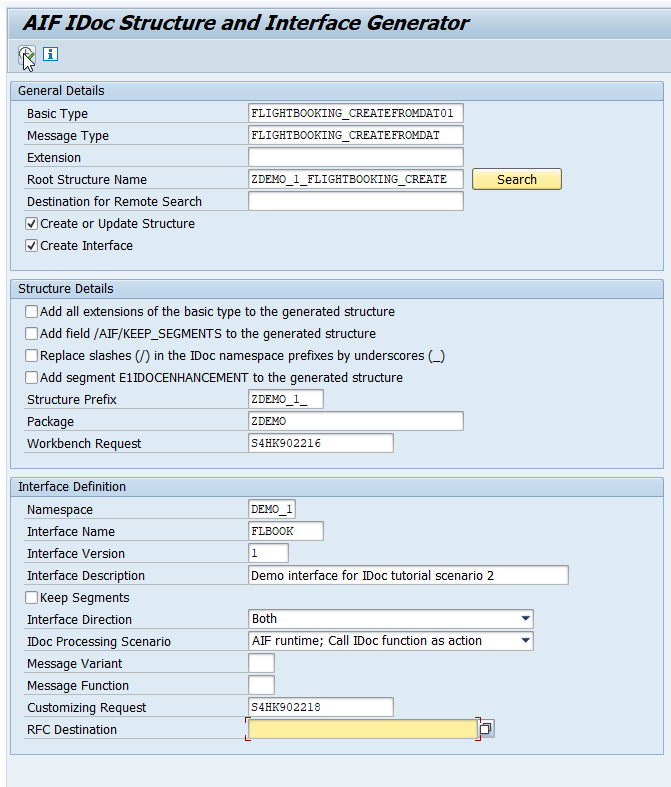 AIF IDoc Structure and Interface Generator
General Details
Basic Type FLIGHTBOOKING_CREATEFROMDAT01
Message Type FLIGHTBOOKING_CREATEFROMDAT
Extension
Root Structure Name ZDEMO_1_FLIGHTBOOKING_CREATE Search
Destination for Remote Search
Create or Update Structure
Create Interface
Structure Details
Add all extensions of the basic type to the generated structure
Add field /AIF/KEEP_SEGMENTS to the generated structure
Replace slashes (/) in the IDoc namespace prefixes by underscores (_)
Add segment E1IDOCENHANCEMENT to the generated structure
Structure Prefix ZDEMO_1_
Package ZDEMO
Workbench Request S4HK902216
Interface Definition
Namespace DEMO_1
Interface Name FLBOOK
Interface Version 1
Interface Description Demo interface for IDoc tutorial scenario 2
Keep Segments
Interface Direction Both
IDoc Processing Scenario AIF runtime; Call IDoc function as action
Message Variant
Message Function
Customizing Request S4HK902218
RFC Destination